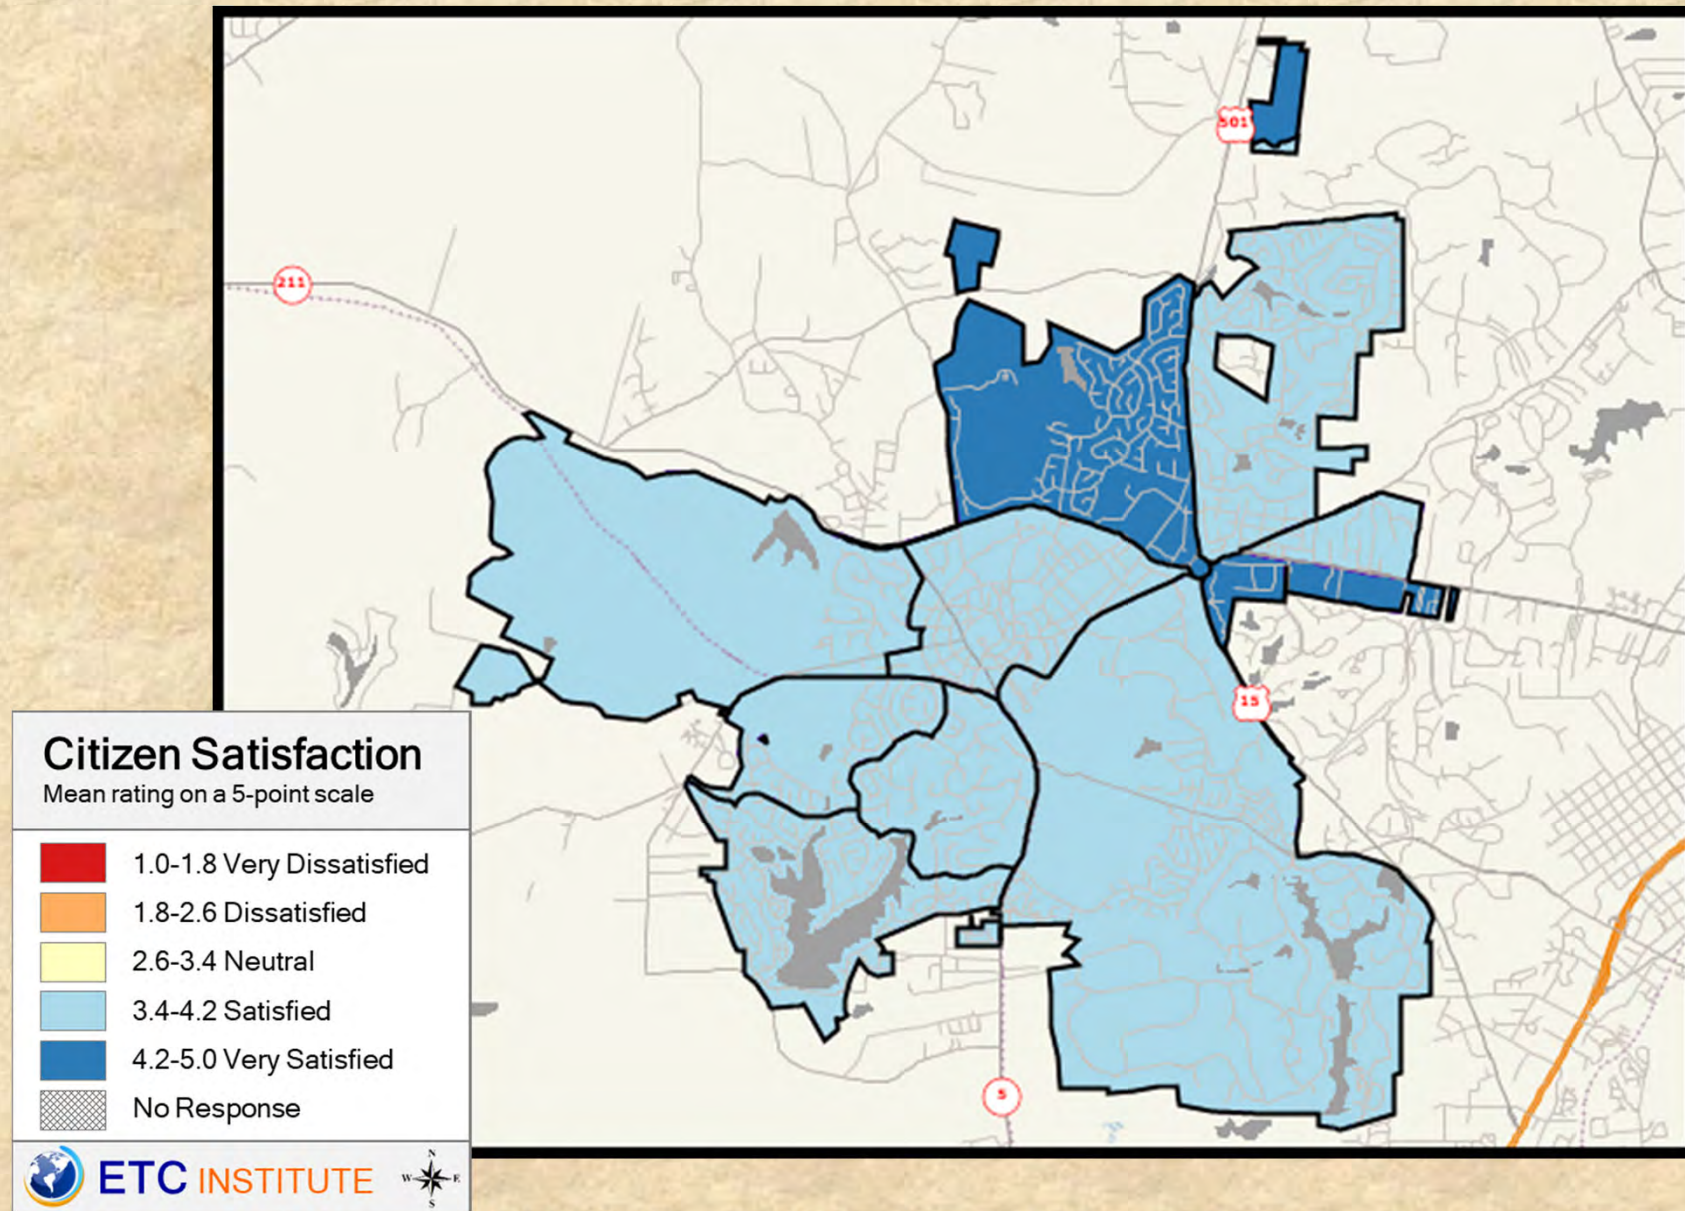 501
211
15
5
Citizen Satisfaction
Mean rating on a 5-point scale
1.0-1.8 Very Dissatisfied
1.8-2.6 Dissatisfied
2.6-3.4 Neutral
3.4-4.2 Satisfied
4.2-5.0 Very Satisfied
No Response
ETC INSTITUTE
N
W E
S